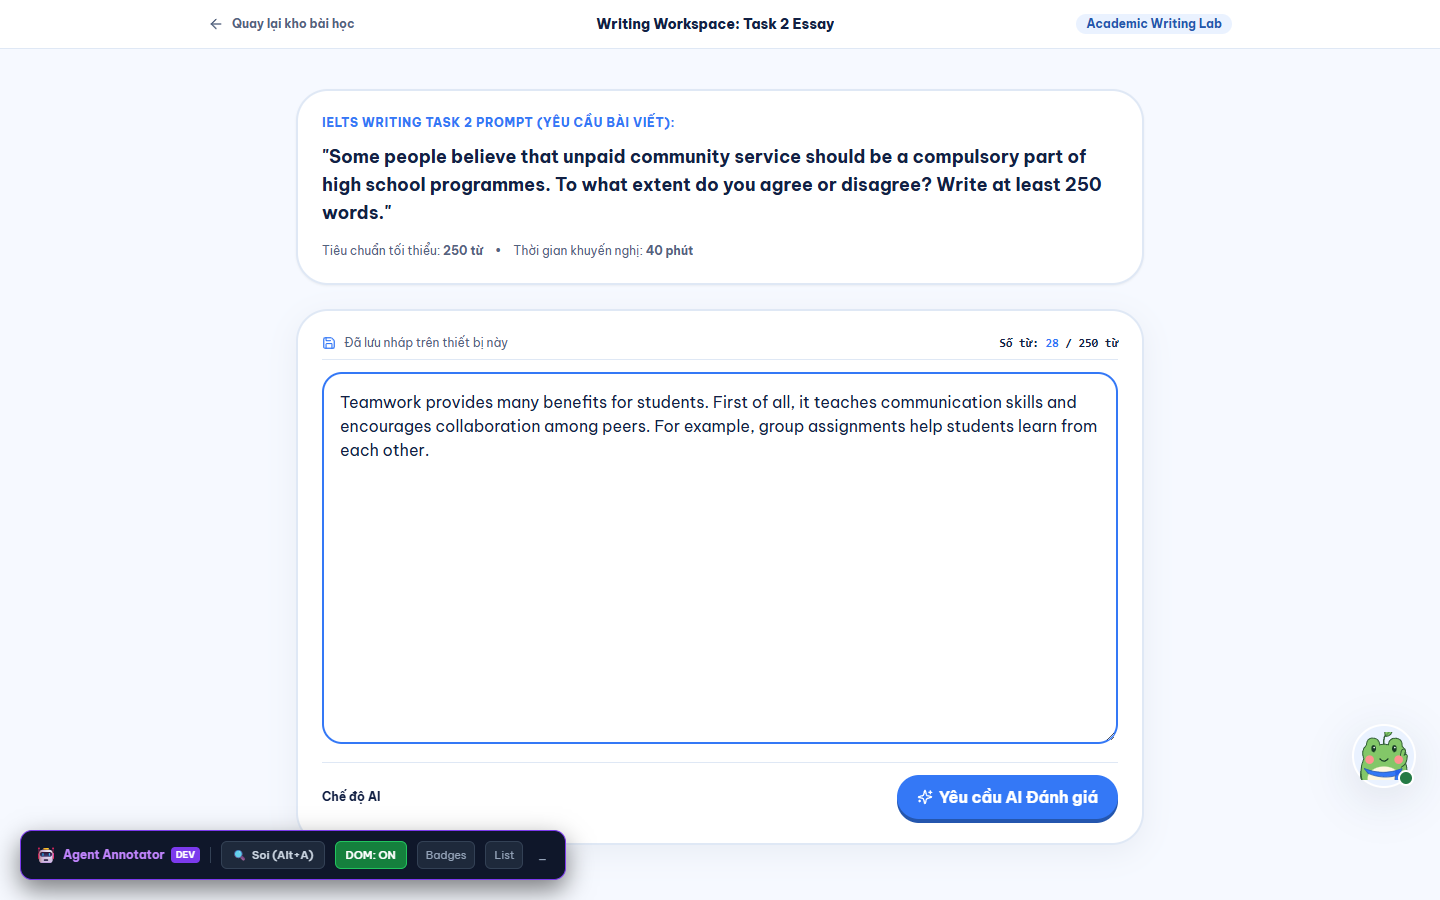 Quay lại kho bài học
Writing Workspace: Task 2 Essay
Academic Writing Lab
IELTS WRITING TASK 2 PROMPT (YÊU CẦU BÀI VIẾT):
"Some people believe that unpaid community service should be a compulsory part of
high school programmes. To what extent do you agree or disagree? Write at least 250
words."
Tiêu chuẩn tối thiểu: 250 từ • Thời gian khuyến nghị: 40 phút
Đã lưu nháp trên thiết bị này
Số từ: 28 / 250 từ
Teamwork provides many benefits for students. First of all, it teaches communication skills and
encourages collaboration among peers. For example, group assignments help students learn from
each other.
Chế độ AI
Yêu cầu AI Đánh giá
Agent Annotator DEV
Soi (Alt+A)
DOM: ON
Badges
List
_